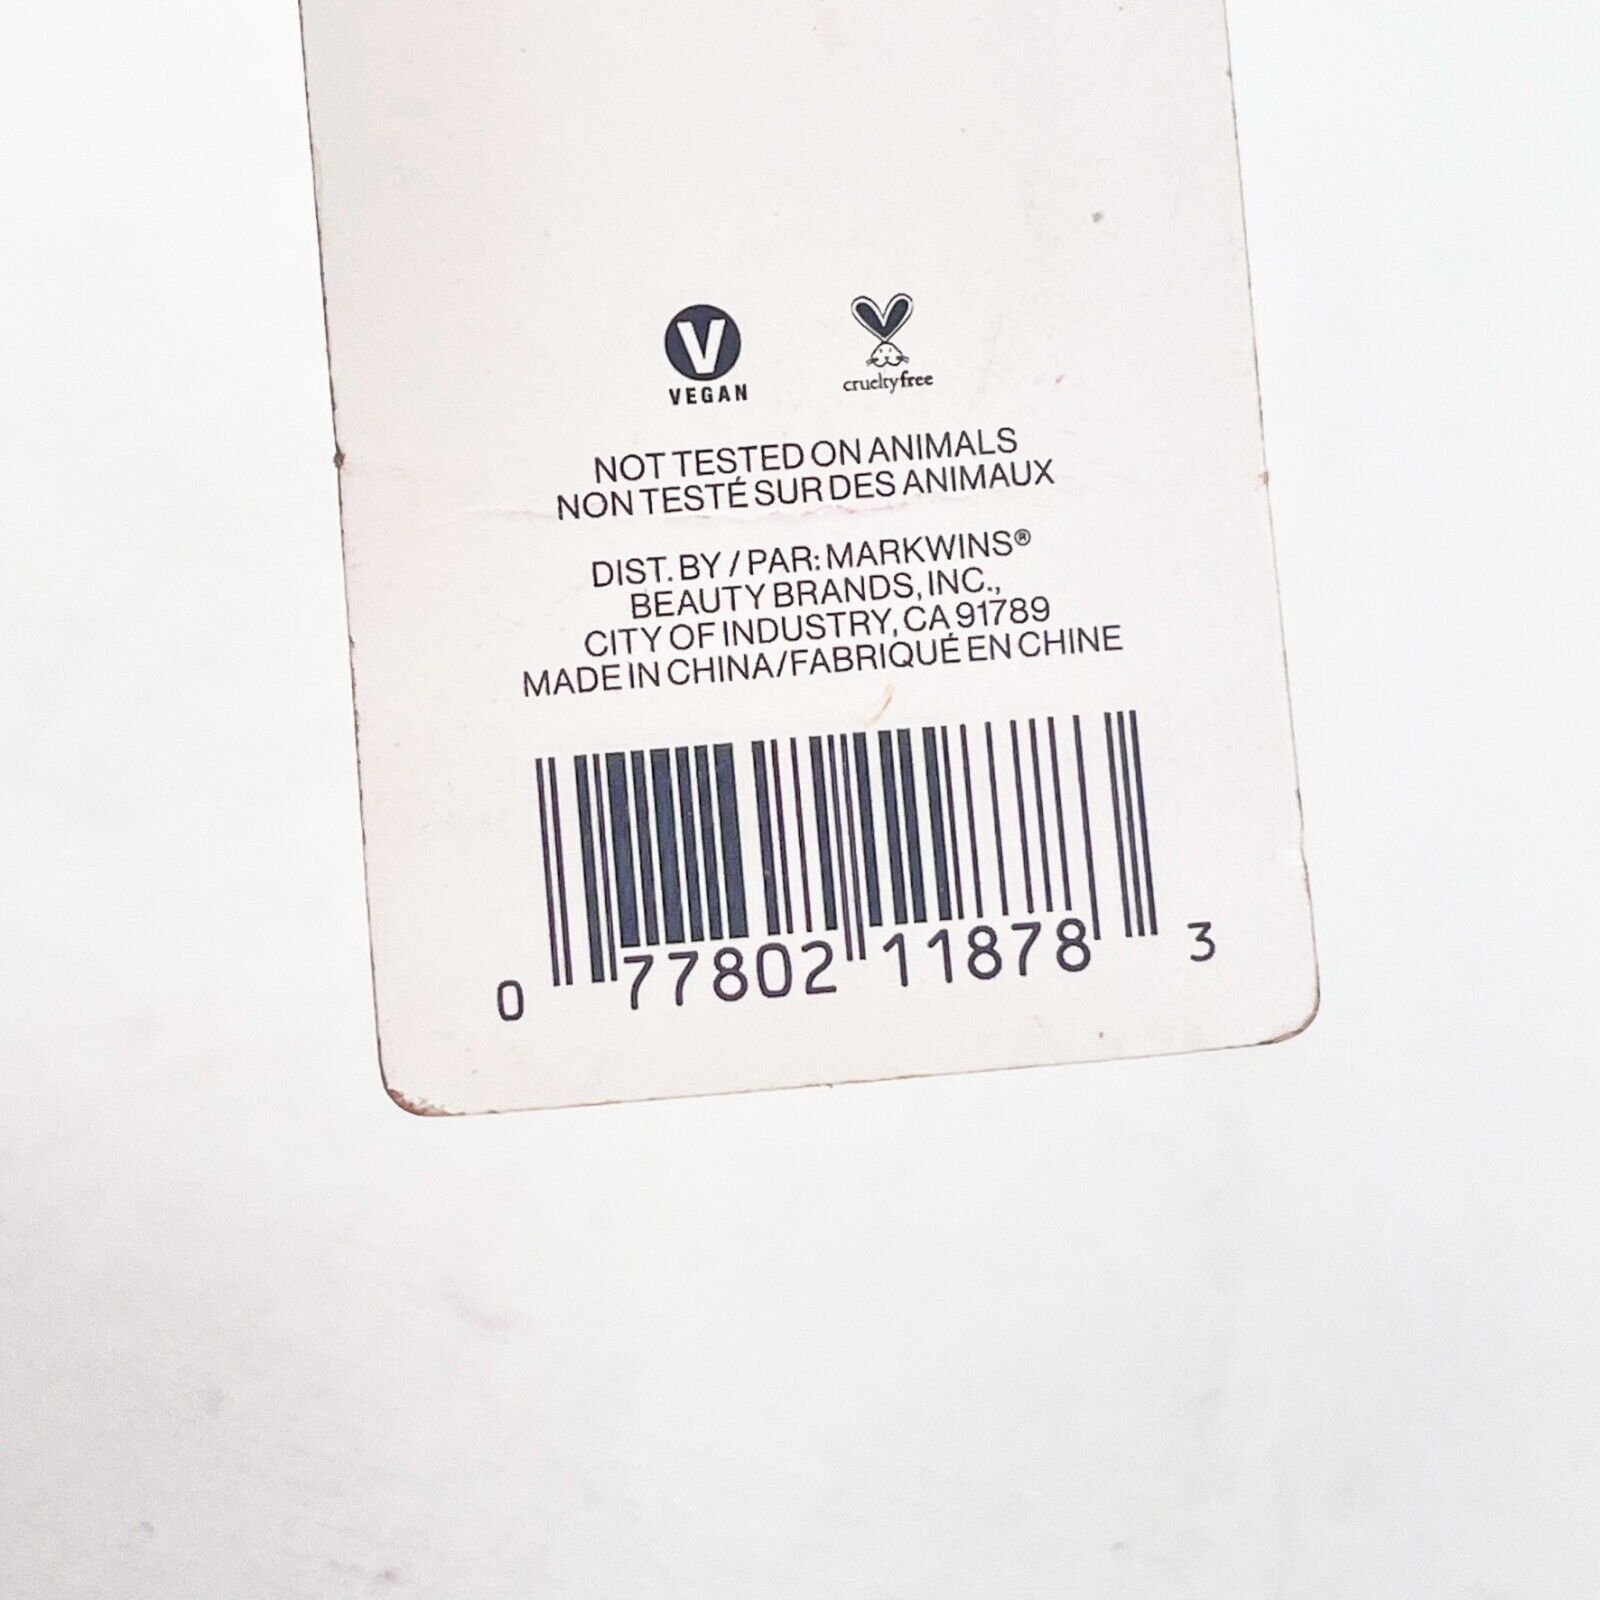 V
VEGAN
crueltyfree
NOT TESTED ON ANIMALS
NON TESTÉ SUR DES ANIMAUX
DIST. BY / PAR: MARKWINS®
BEAUTY BRANDS, INC.,
CITY OF INDUSTRY, CA 91789
MADE IN CHINA/FABRIQUÉ EN CHINE
0 77802 11878 3